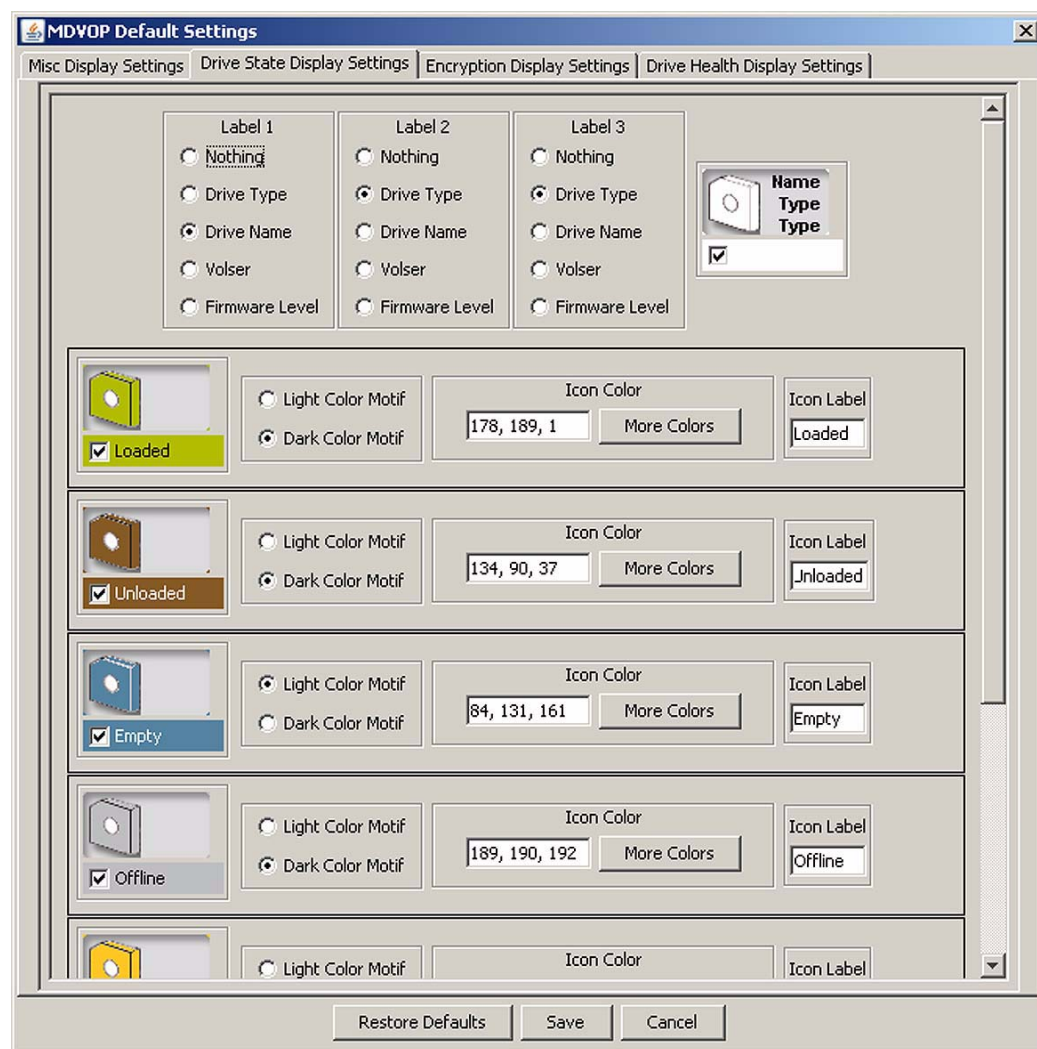 MDVOP Default Settings
Misc Display Settings Drive State Display Settings Encryption Display Settings Drive Health Display Settings
Label 1 Label 2 Label 3
Nothing Nothing Nothing
Drive Type Drive Type Drive Type
Drive Name Drive Name Drive Name
Volser Volser Volser
Firmware Level Firmware Level Firmware Level
Name
Type
Type
Loaded
Light Color Motif
Dark Color Motif
Icon Color
178, 189, 1 More Colors
Icon Label
Loaded
Unloaded
Light Color Motif
Dark Color Motif
Icon Color
134, 90, 37 More Colors
Icon Label
Unloaded
Empty
Light Color Motif
Dark Color Motif
Icon Color
84, 131, 161 More Colors
Icon Label
Empty
Offline
Light Color Motif
Dark Color Motif
Icon Color
189, 190, 192 More Colors
Icon Label
Offline
Light Color Motif
Icon Color
Icon Label
Restore Defaults Save Cancel